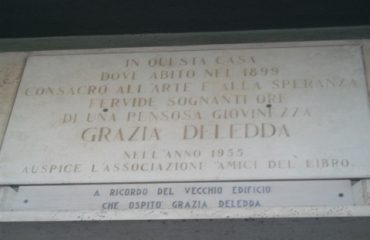 IN QUESTA CASA
DOVE ABITÒ NEL 1899
CONSACRÒ ALL'ARTE E ALLA SPERANZA
FERVIDE SOGNANTI ORE
DI UNA PENSOSA GIOVINEZZA
GRAZIA DELEDDA
NELL'ANNO 1955
AUSPICE L'ASSOCIAZIONE AMICI DEL LIBRO.
A RICORDO DEL VECCHIO EDIFICIO
CHE OSPITÒ GRAZIA DELEDDA